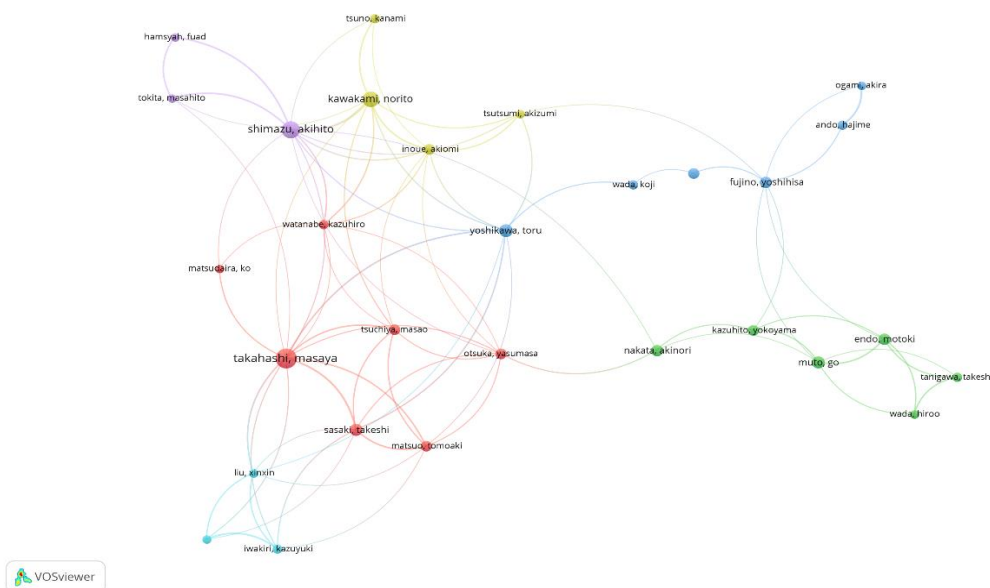 tsuno, kanami
hamsyah, fuad
ogami, akira
tokita, masahito
kawakami, norito
tsutsumi, akizumi
ando, hajime
shimazu, akihito
inoue, akiomi
wada, koji
fujino, yoshihisa
watanabe, kazuhiro
yoshikawa, toru
matsudaira, ko
tsuchiya, masao
kazuhito, yokoyama
endo, motoki
takahashi, masaya
otsuka, yasumasa
nakata, akinori
muto, go
tanigawa, takesh
wada, hiroo
sasaki, takeshi
matsuo, tomoaki
liu, xinxin
iwakiri, kazuyuki
VOSviewer